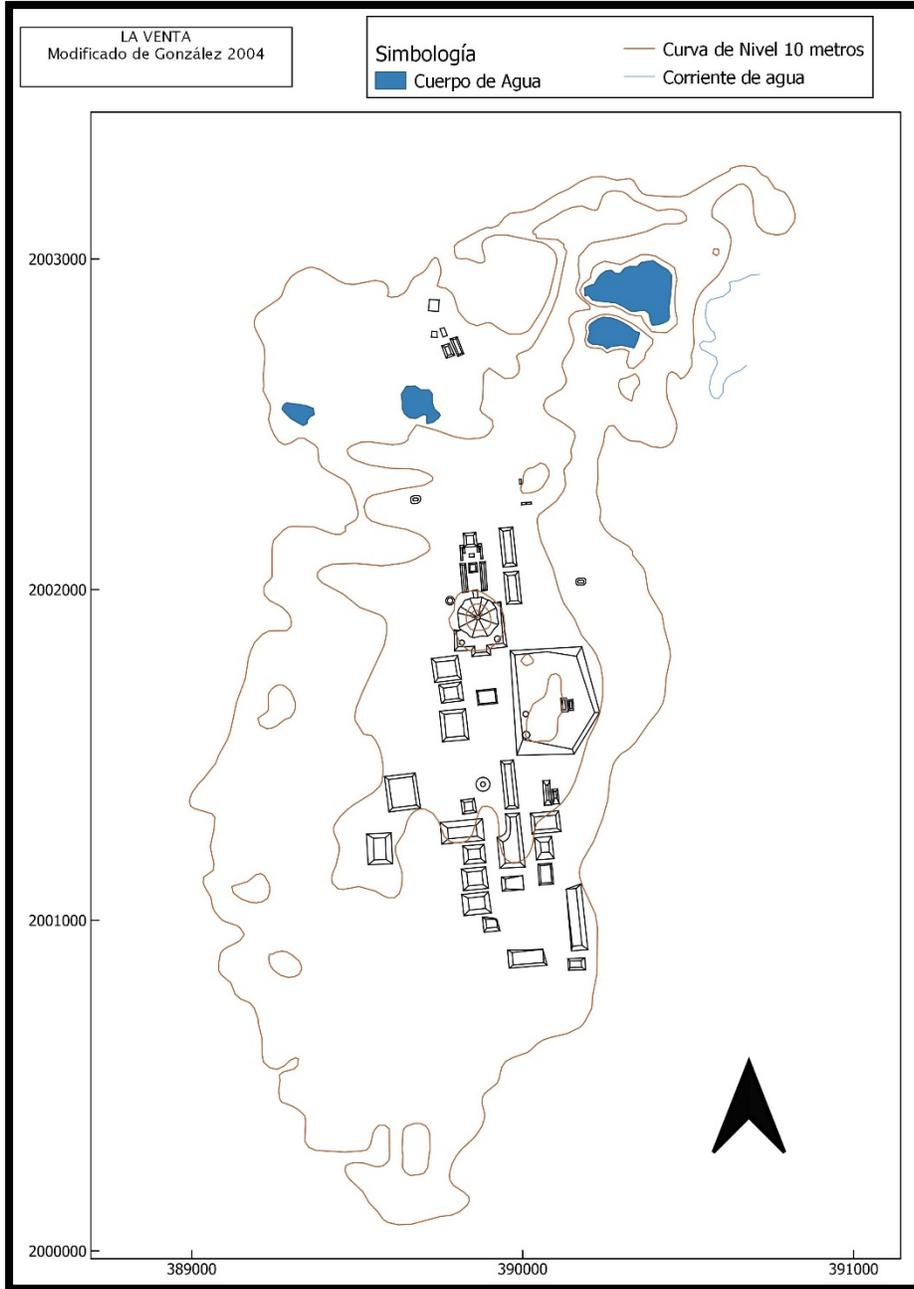 LA VENTA
Modificado de González 2004
Simbología
Cuerpo de Agua
Curva de Nivel 10 metros
Corriente de agua
2003000
2002000
2001000
2000000
389000
390000
391000